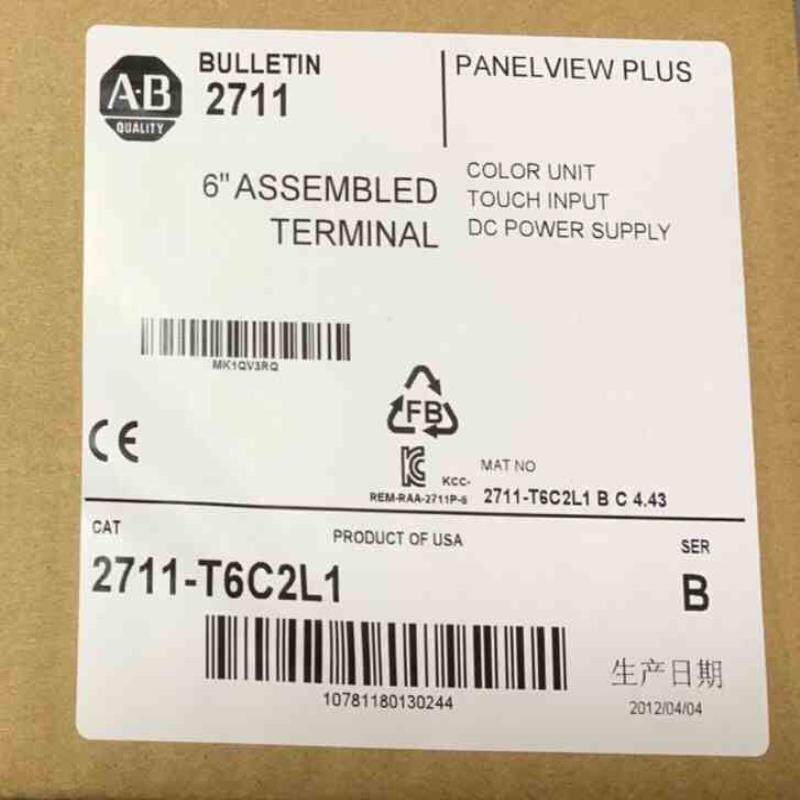 A·B
QUALITY
BULLETIN
2711
PANELVIEW PLUS
6" ASSEMBLED
TERMINAL
COLOR UNIT
TOUCH INPUT
DC POWER SUPPLY
MK1QV3RQ
FB
CE
KCC-
REM-RAA-2711P-6
MAT NO
2711-T6C2L1 B C 4.43
CAT
PRODUCT OF USA
SER
2711-T6C2L1
B
10781180130244
生产日期
2012/04/04